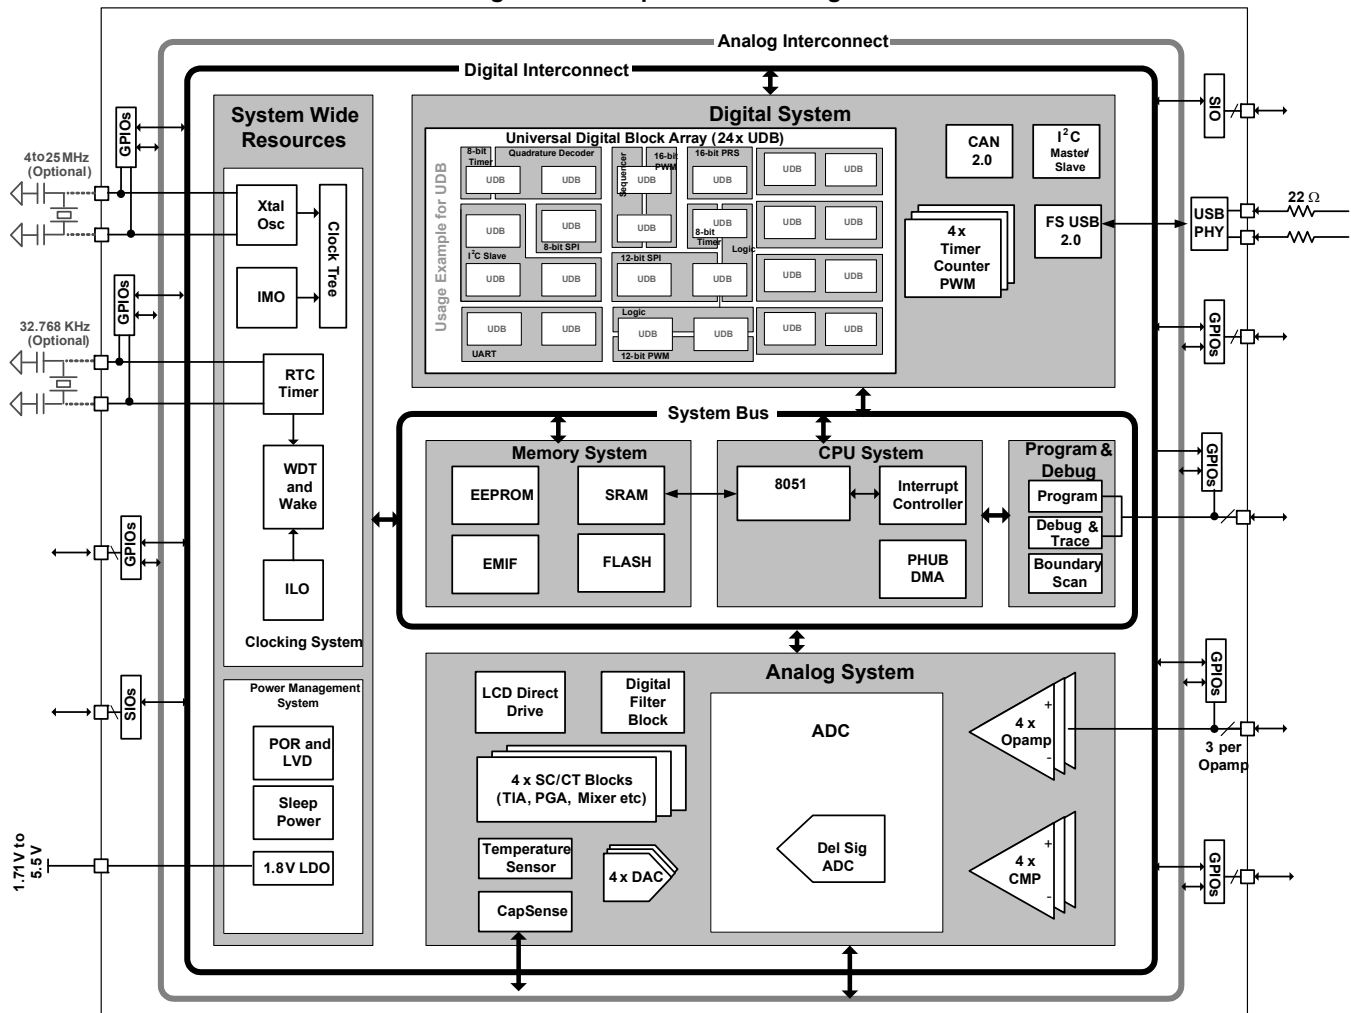 Analog Interconnect
Digital Interconnect
System Wide
Resources
Digital System
Universal Digital Block Array (24x UDB)
Usage Example for UDB
8-bit
Timer
Quadrature Decoder
Sequencer
16-bit
PWM
16-bit PRS
UDB
UDB
UDB
UDB
UDB
UDB
UDB
UDB
UDB
UDB
UDB
UDB
I²C Slave
8-bit SPI
8-bit
Timer
Logic
12-bit SPI
UDB
UDB
UDB
UDB
UDB
UDB
Logic
UDB
UDB
UDB
UDB
UDB
UDB
UART
12-bit PWM
CAN
2.0
I²C
Master/
Slave
4x
Timer
Counter
PWM
FS USB
2.0
SIO
USB
PHY
22 Ω
GPIOs
GPIOs
GPIOs
3 per
Opamp
GPIOs
GPIOs
4 to 25 MHz
(Optional)
GPIOs
32.768 KHz
(Optional)
GPIOs
SIOs
1.71V to
5.5V
Xtal
Osc
Clock Tree
IMO
RTC
Timer
WDT
and
Wake
ILO
Clocking System
Power Management
System
POR and
LVD
Sleep
Power
1.8V LDO
System Bus
Memory System
EEPROM
SRAM
EMIF
FLASH
CPU System
8051
Interrupt
Controller
PHUB
DMA
Program &
Debug
Program
Debug &
Trace
Boundary
Scan
Analog System
LCD Direct
Drive
Digital
Filter
Block
4 x SC/CT Blocks
(TIA, PGA, Mixer etc)
Temperature
Sensor
4 x DAC
CapSense
ADC
Del Sig
ADC
+
4 x
Opamp
-
+
4 x
CMP
-